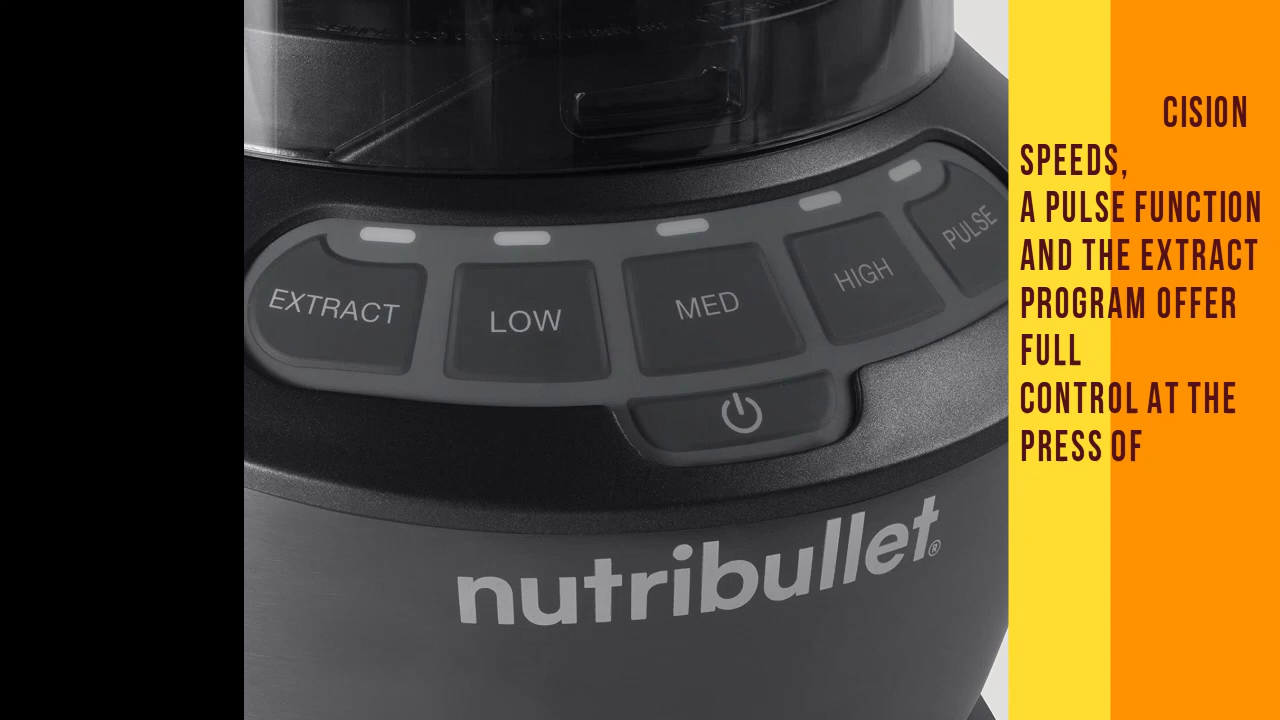 EXTRACT
LOW
MED
HIGH
PULSE
nutribullet®
CISION
SPEEDS,
A PULSE FUNCTION
AND THE EXTRACT
PROGRAM OFFER
FULL
CONTROL AT THE
PRESS OF